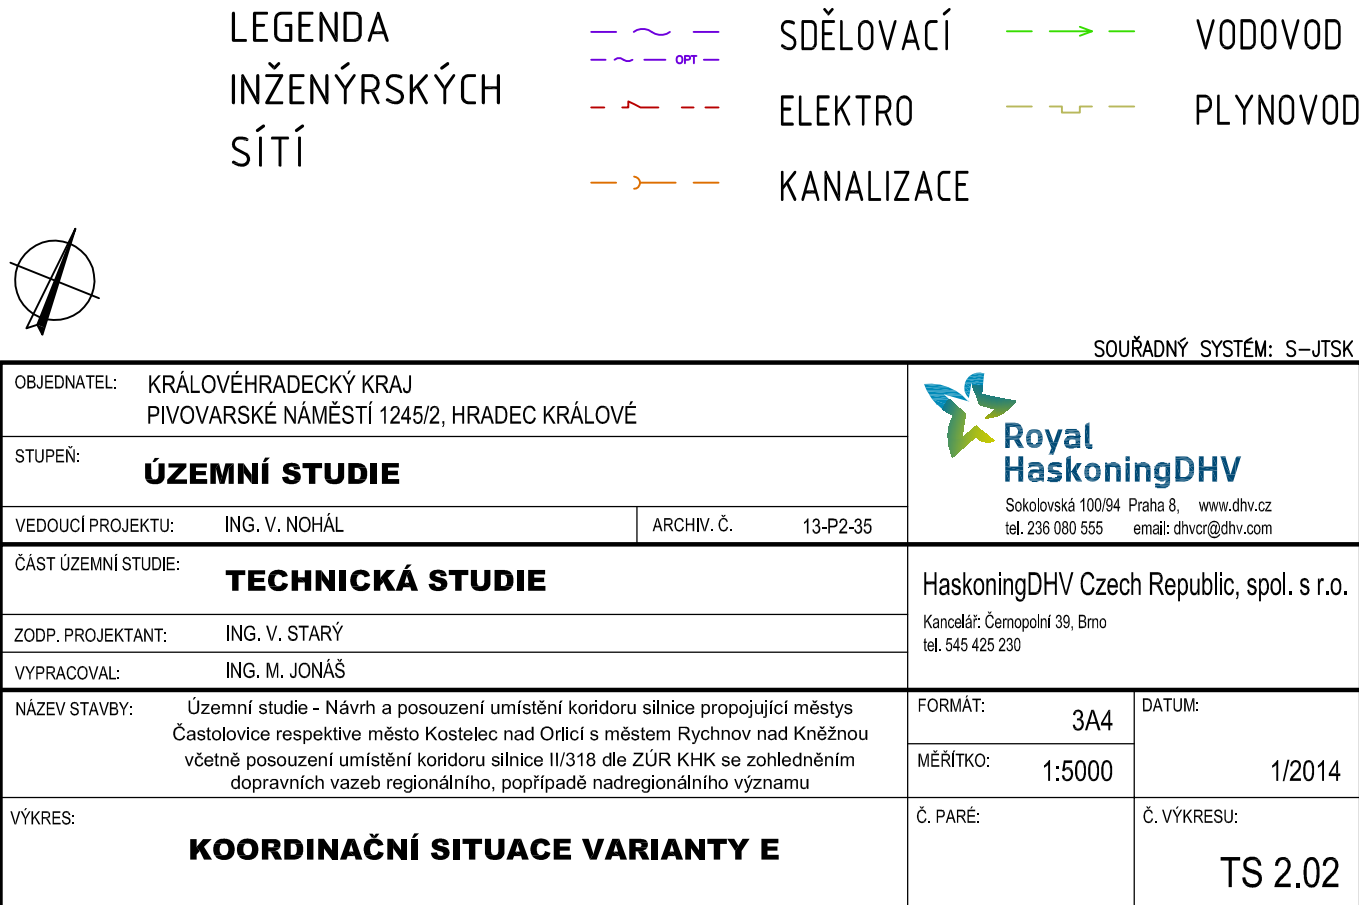 LEGENDA
INŽENÝRSKÝCH
SÍTÍ
SDĚLOVACÍ
OPT
ELEKTRO
KANALIZACE
VODOVOD
PLYNOVOD
SOUŘADNÝ SYSTÉM: S-JTSK
OBJEDNATEL: KRÁLOVÉHRADECKÝ KRAJ
PIVOVARSKÉ NÁMĚSTÍ 1245/2, HRADEC KRÁLOVÉ
STUPEŇ: ÚZEMNÍ STUDIE
VEDOUCÍ PROJEKTU: ING. V. NOHÁL ARCHIV. Č. 13-P2-35
Royal
HaskoningDHV
Sokolovská 100/94 Praha 8, www.dhv.cz
tel. 236 080 555 email: dhvcr@dhv.com
ČÁST ÚZEMNÍ STUDIE: TECHNICKÁ STUDIE
ZODP. PROJEKTANT: ING. V. STARÝ
VYPRACOVAL: ING. M. JONÁŠ
HaskoningDHV Czech Republic, spol. s r.o.
Kancelář: Černopolní 39, Brno
tel. 545 425 230
NÁZEV STAVBY: Územní studie - Návrh a posouzení umístění koridoru silnice propojující městys
Častolovice respektive město Kostelec nad Orlicí s městem Rychnov nad Kněžnou
včetně posouzení umístění koridoru silnice II/318 dle ZÚR KHK se zohledněním
dopravních vazeb regionálního, popřípadě nadregionálního významu
FORMÁT: 3A4
MĚŘÍTKO: 1:5000
DATUM: 1/2014
VÝKRES: KOORDINAČNÍ SITUACE VARIANTY E
Č. PARÉ:
Č. VÝKRESU: TS 2.02